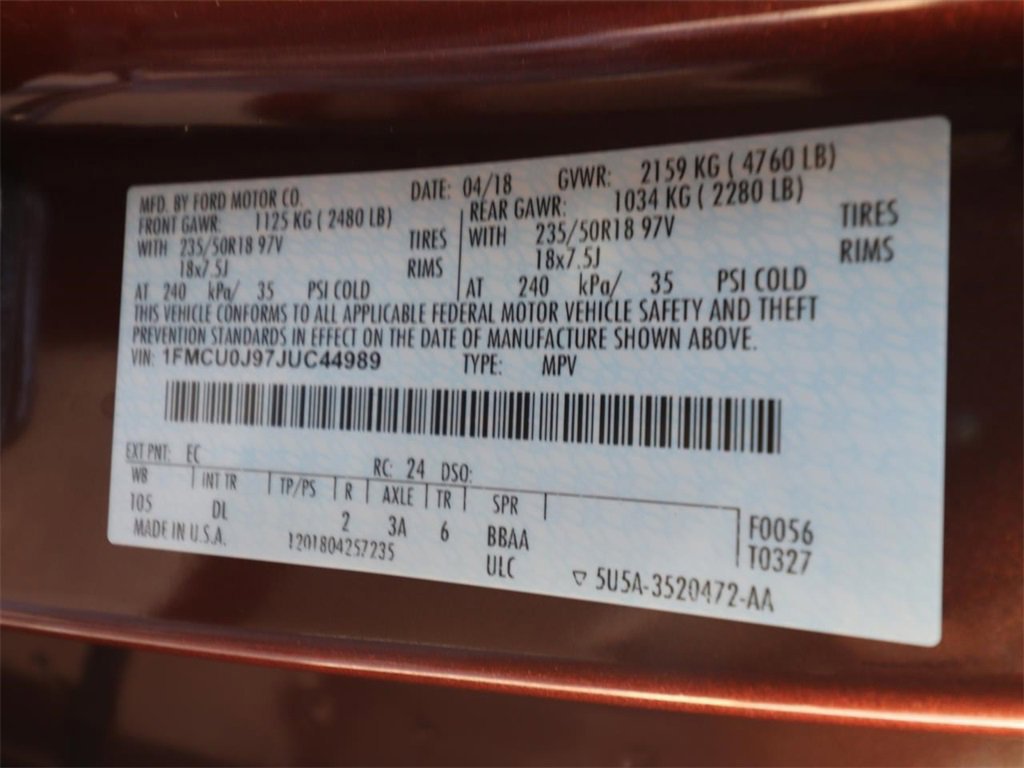 MFD. BY FORD MOTOR CO. DATE: 04/18 GVWR: 2159 KG ( 4760 LB)
FRONT GAWR: 1125 KG ( 2480 LB) REAR GAWR: 1034 KG ( 2280 LB)
WITH 235/50R18 97V TIRES WITH 235/50R18 97V TIRES
18x7.5J RIMS 18x7.5J RIMS
AT 240 kPa/ 35 PSI COLD AT 240 kPa/ 35 PSI COLD
THIS VEHICLE CONFORMS TO ALL APPLICABLE FEDERAL MOTOR VEHICLE SAFETY AND THEFT
PREVENTION STANDARDS IN EFFECT ON THE DATE OF MANUFACTURE SHOWN ABOVE.
VIN: 1FMCU0J97JUC44989 TYPE: MPV
EXT PNT: EC RC: 24 DSO:
WB INT TR TP/PS R AXLE TR SPR
105 DL 2 3A 6 BBAA F0056
MADE IN U.S.A. 1201804257235 ULC T0327
▽ 5U5A-3520472-AA